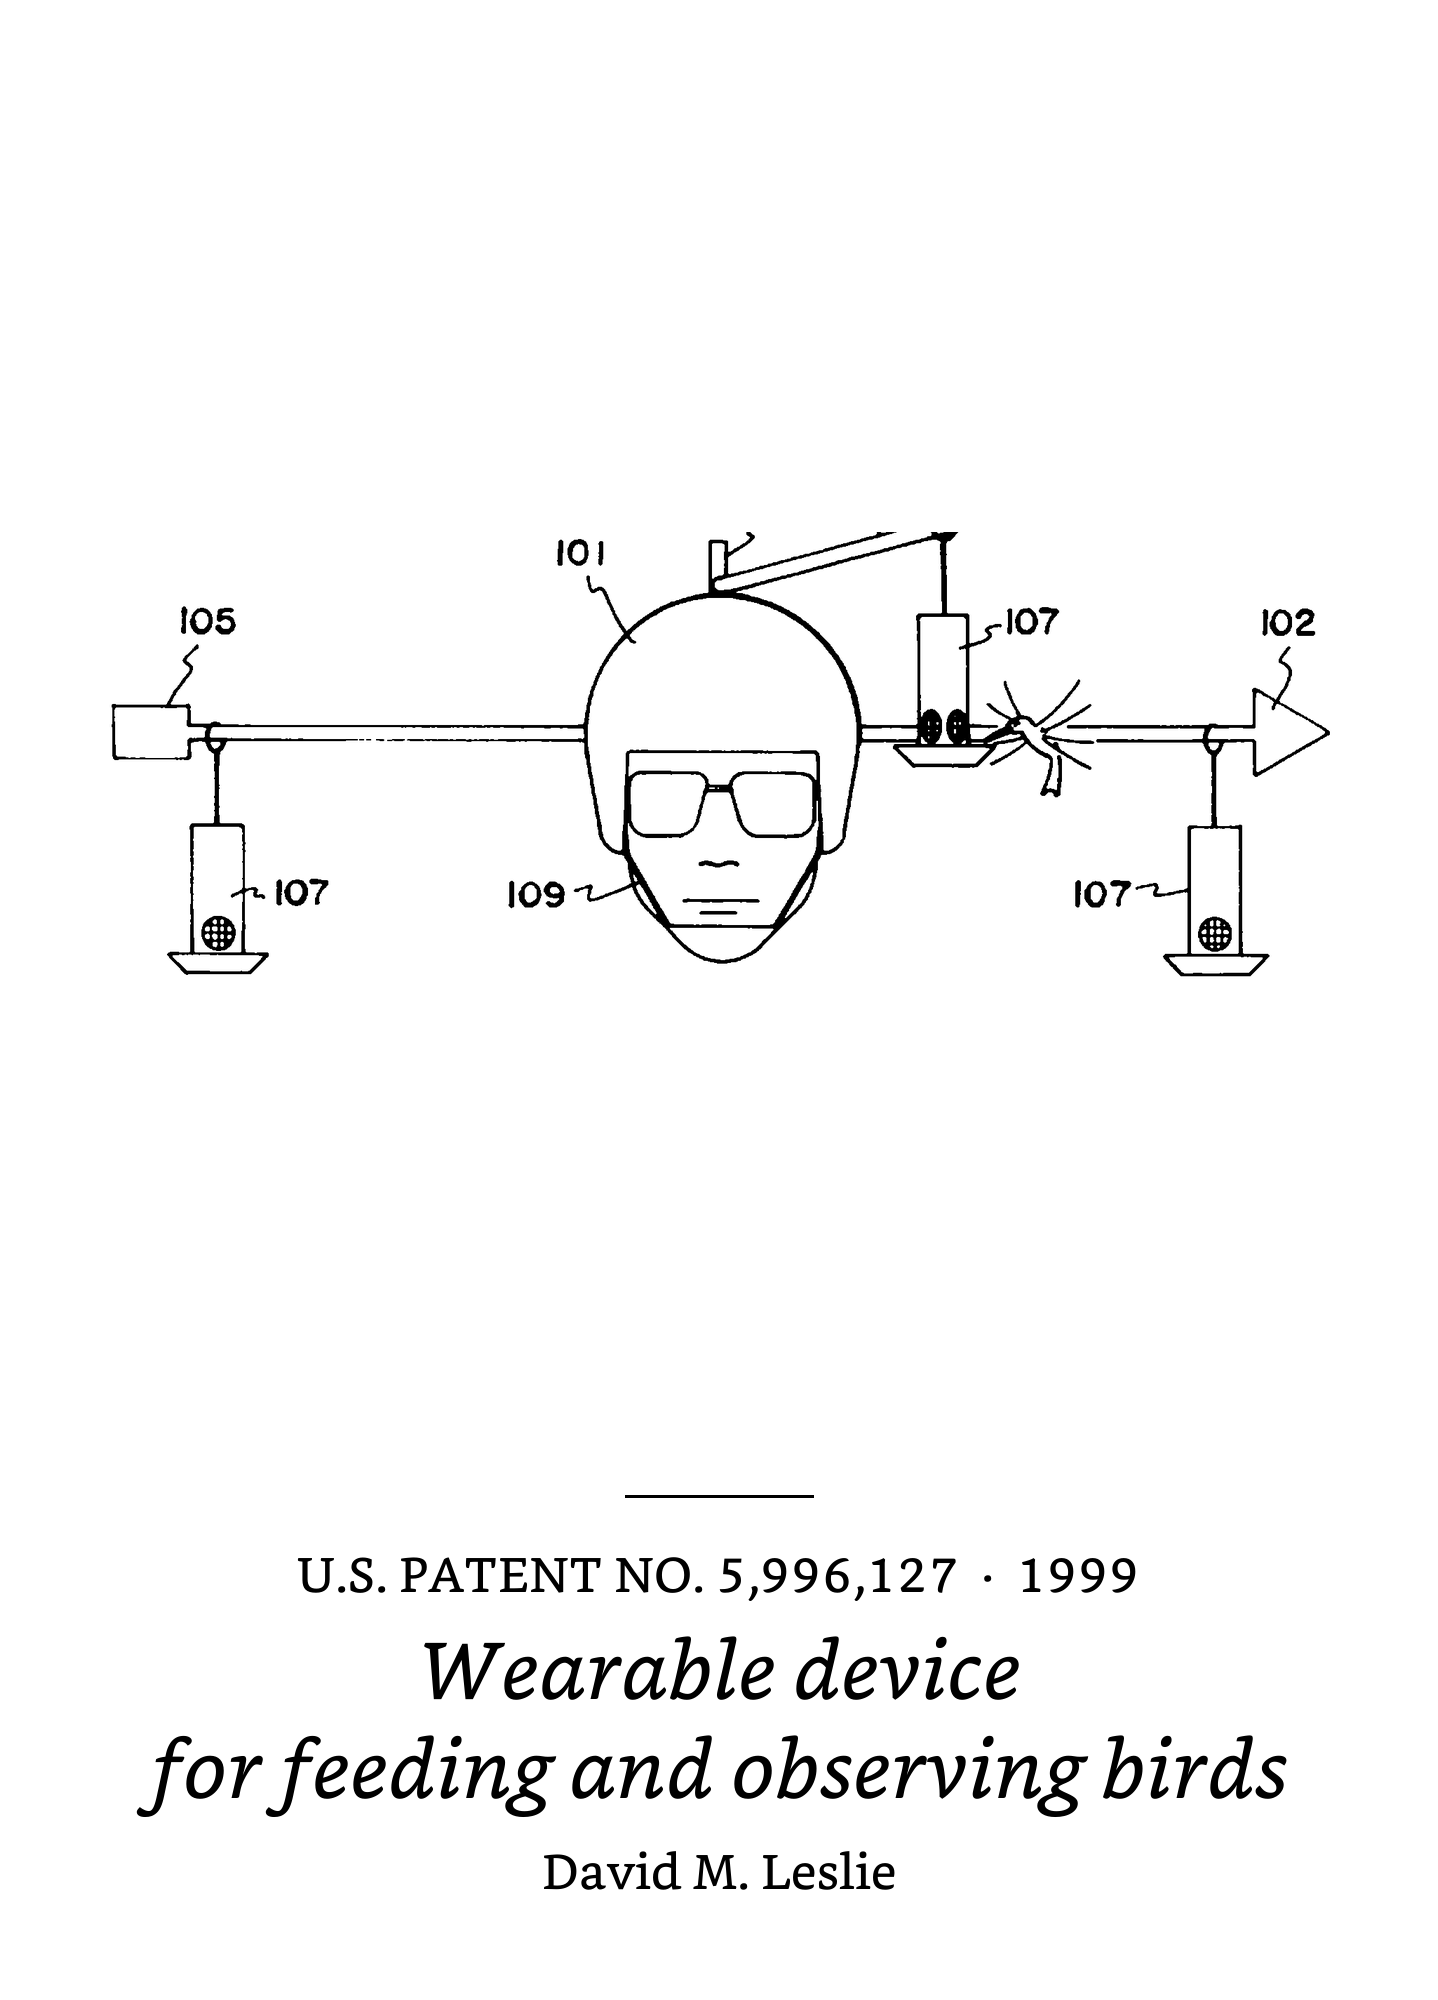 101
105
107
102
109
107
107
U.S. PATENT NO. 5,996,127 · 1999
Wearable device
for feeding and observing birds
David M. Leslie